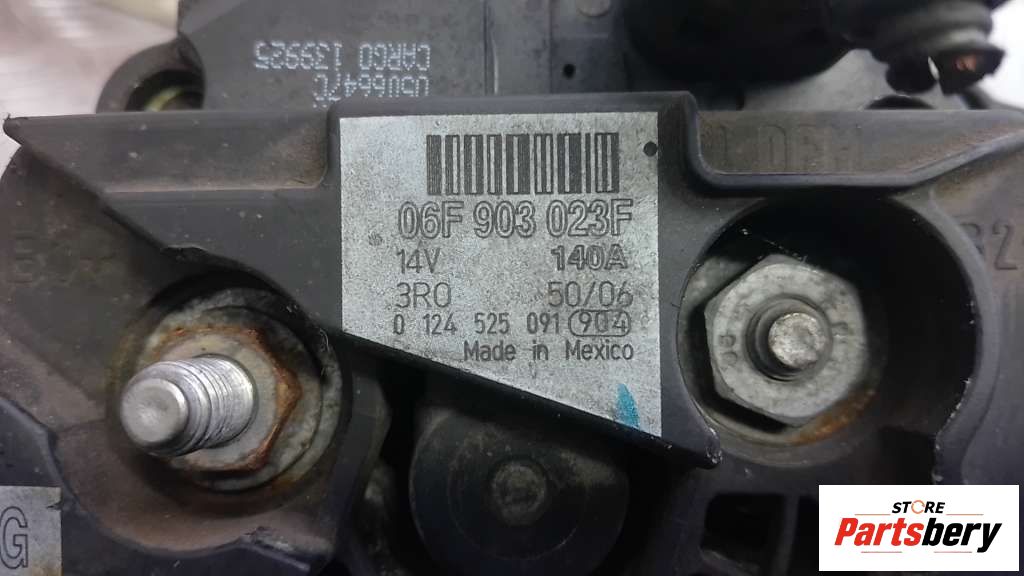 CARGO 139925
06F 903 023F
14V 140A
3R0 50/06
0 124 525 091 904
Made in Mexico
B+
G
STORE
Partsbery